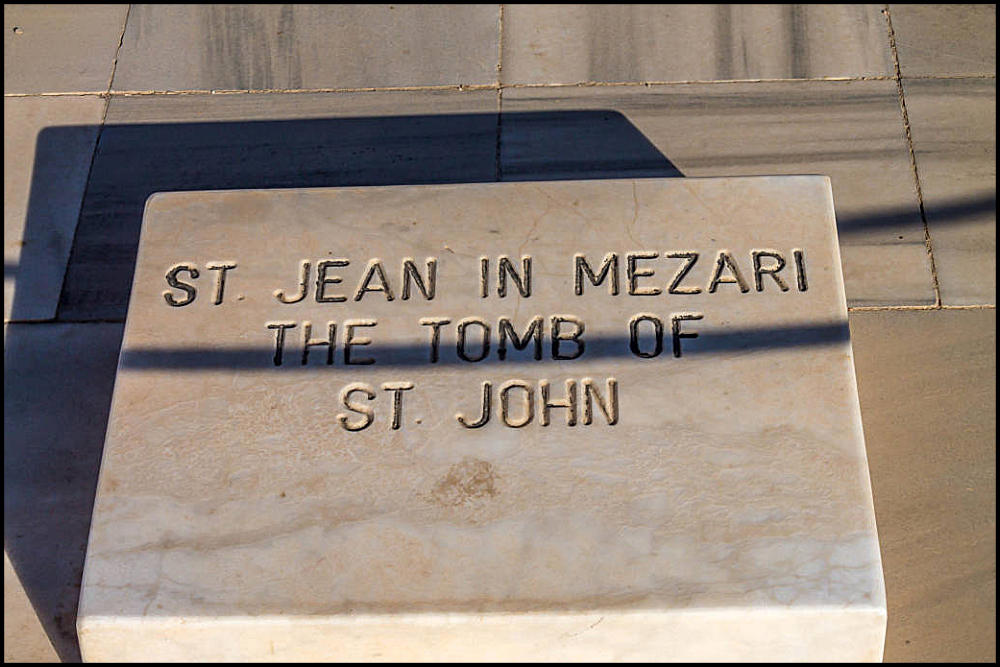 ST. JEAN IN MEZARI
THE TOMB OF
ST. JOHN